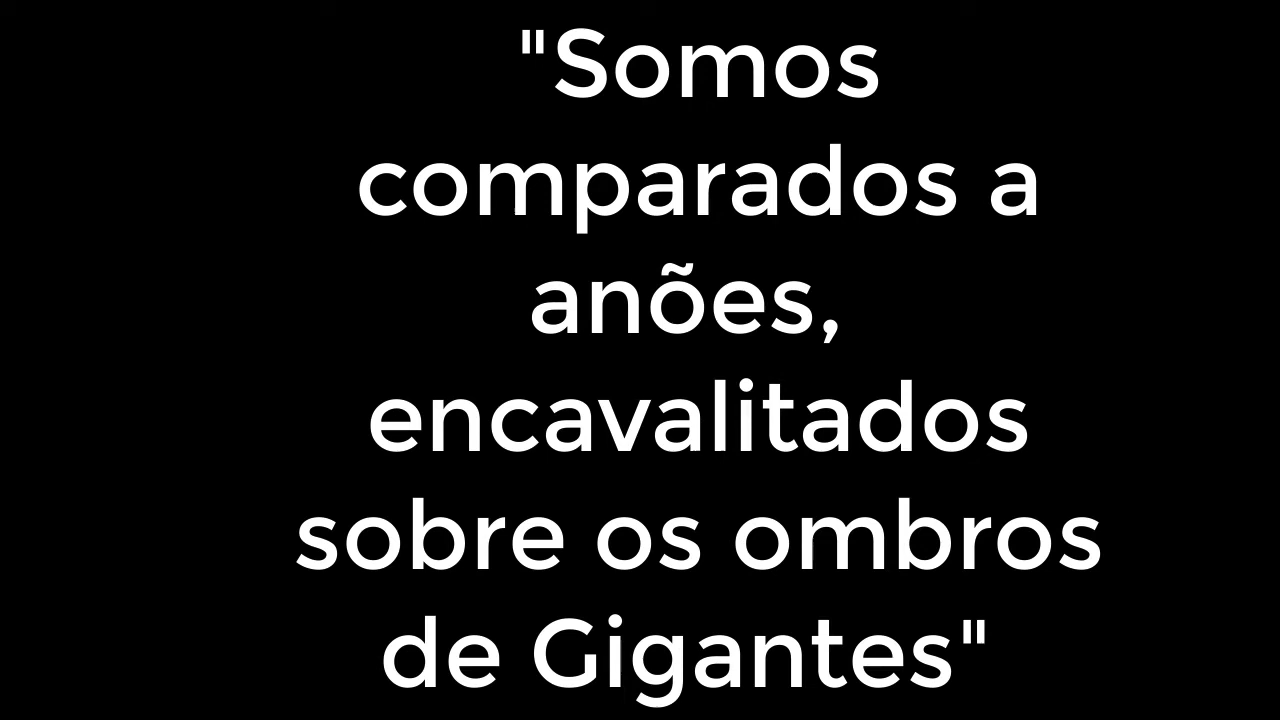 "Somos
comparados a
anões,
encavalitados
sobre os ombros
de Gigantes"